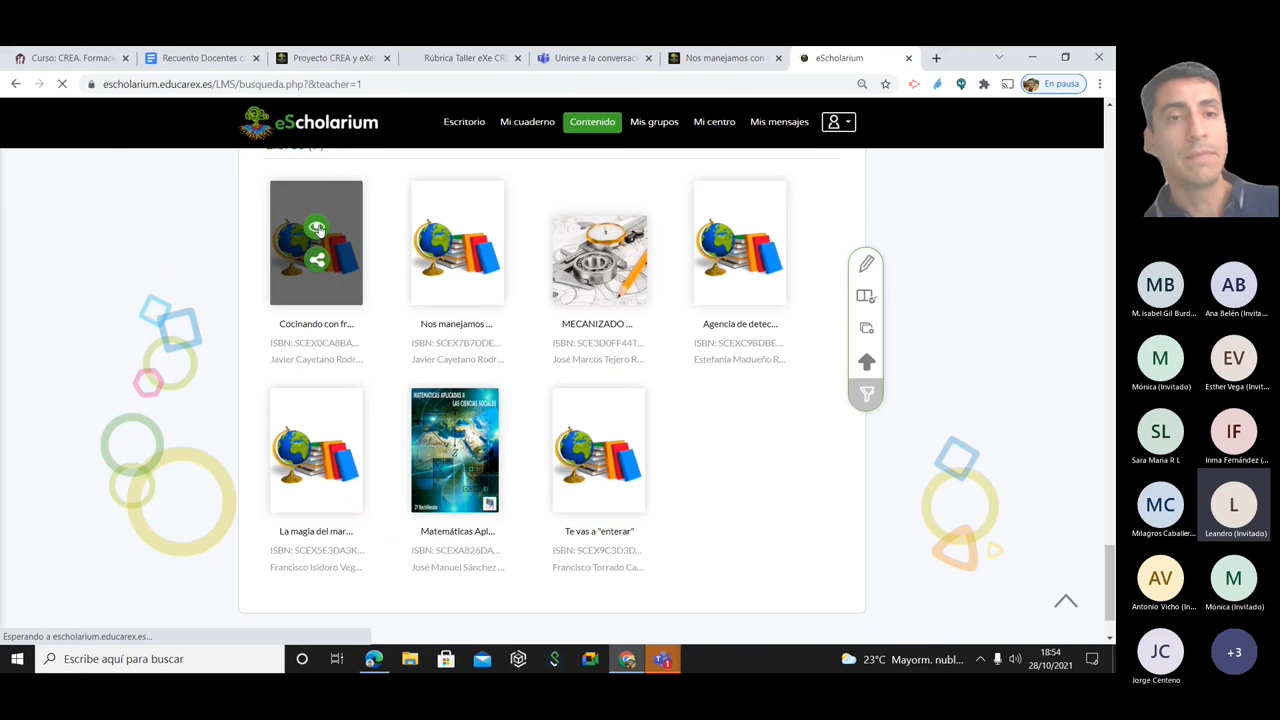 Curso: CREA. Formaci
Recuento Docentes c
Proyecto CREA y eXeL
Rúbrica Taller eXe CRE
Unirse a la conversac
Nos manejamos con
eScholarium
escholarium.educarex.es/LMS/busqueda.php?&teacher=1
En pausa
eScholarium
Escritorio
Mi cuaderno
Contenido
Mis grupos
Mi centro
Mis mensajes
Cocinando con fr...
Nos manejamos ...
MECANIZADO ...
Agencia de detec...
ISBN: SCEX0CA8BA...
ISBN: SCEX7B7DDE...
ISBN: SCE3D0FF44T...
ISBN: SCEXC9BDBE...
Javier Cayetano Rodr...
Javier Cayetano Rodr...
José Marcos Tejero R...
Estefanía Madueño R...
MATEMÁTICAS APLICADAS A
LAS CIENCIAS SOCIALES
2º Bachillerato
La magia del mar...
Matemáticas Apl...
Te vas a "enterar"
ISBN: SCEX5E3DA3K...
ISBN: SCEXA826DA...
ISBN: SCEX9C3D3D...
Francisco Isidoro Veg...
José Manuel Sánchez ...
Francisco Torrado Ca...
Esperando a escholarium.educarex.es...
Escribe aquí para buscar
23°C Mayorm. nubl...
18:54
28/10/2021
MB
M. isabel Gil Burd...
AB
Ana Belén (Invita...
M
Mónica (Invitado)
EV
Esther Vega (Invit...
SL
Sara Maria R L
IF
Inma Fernández (...
MC
Milagros Caballer...
L
Leandro (Invitado)
AV
Antonio Vicho (In...
M
Mónica (Invitado)
JC
Jorge Centeno
+3